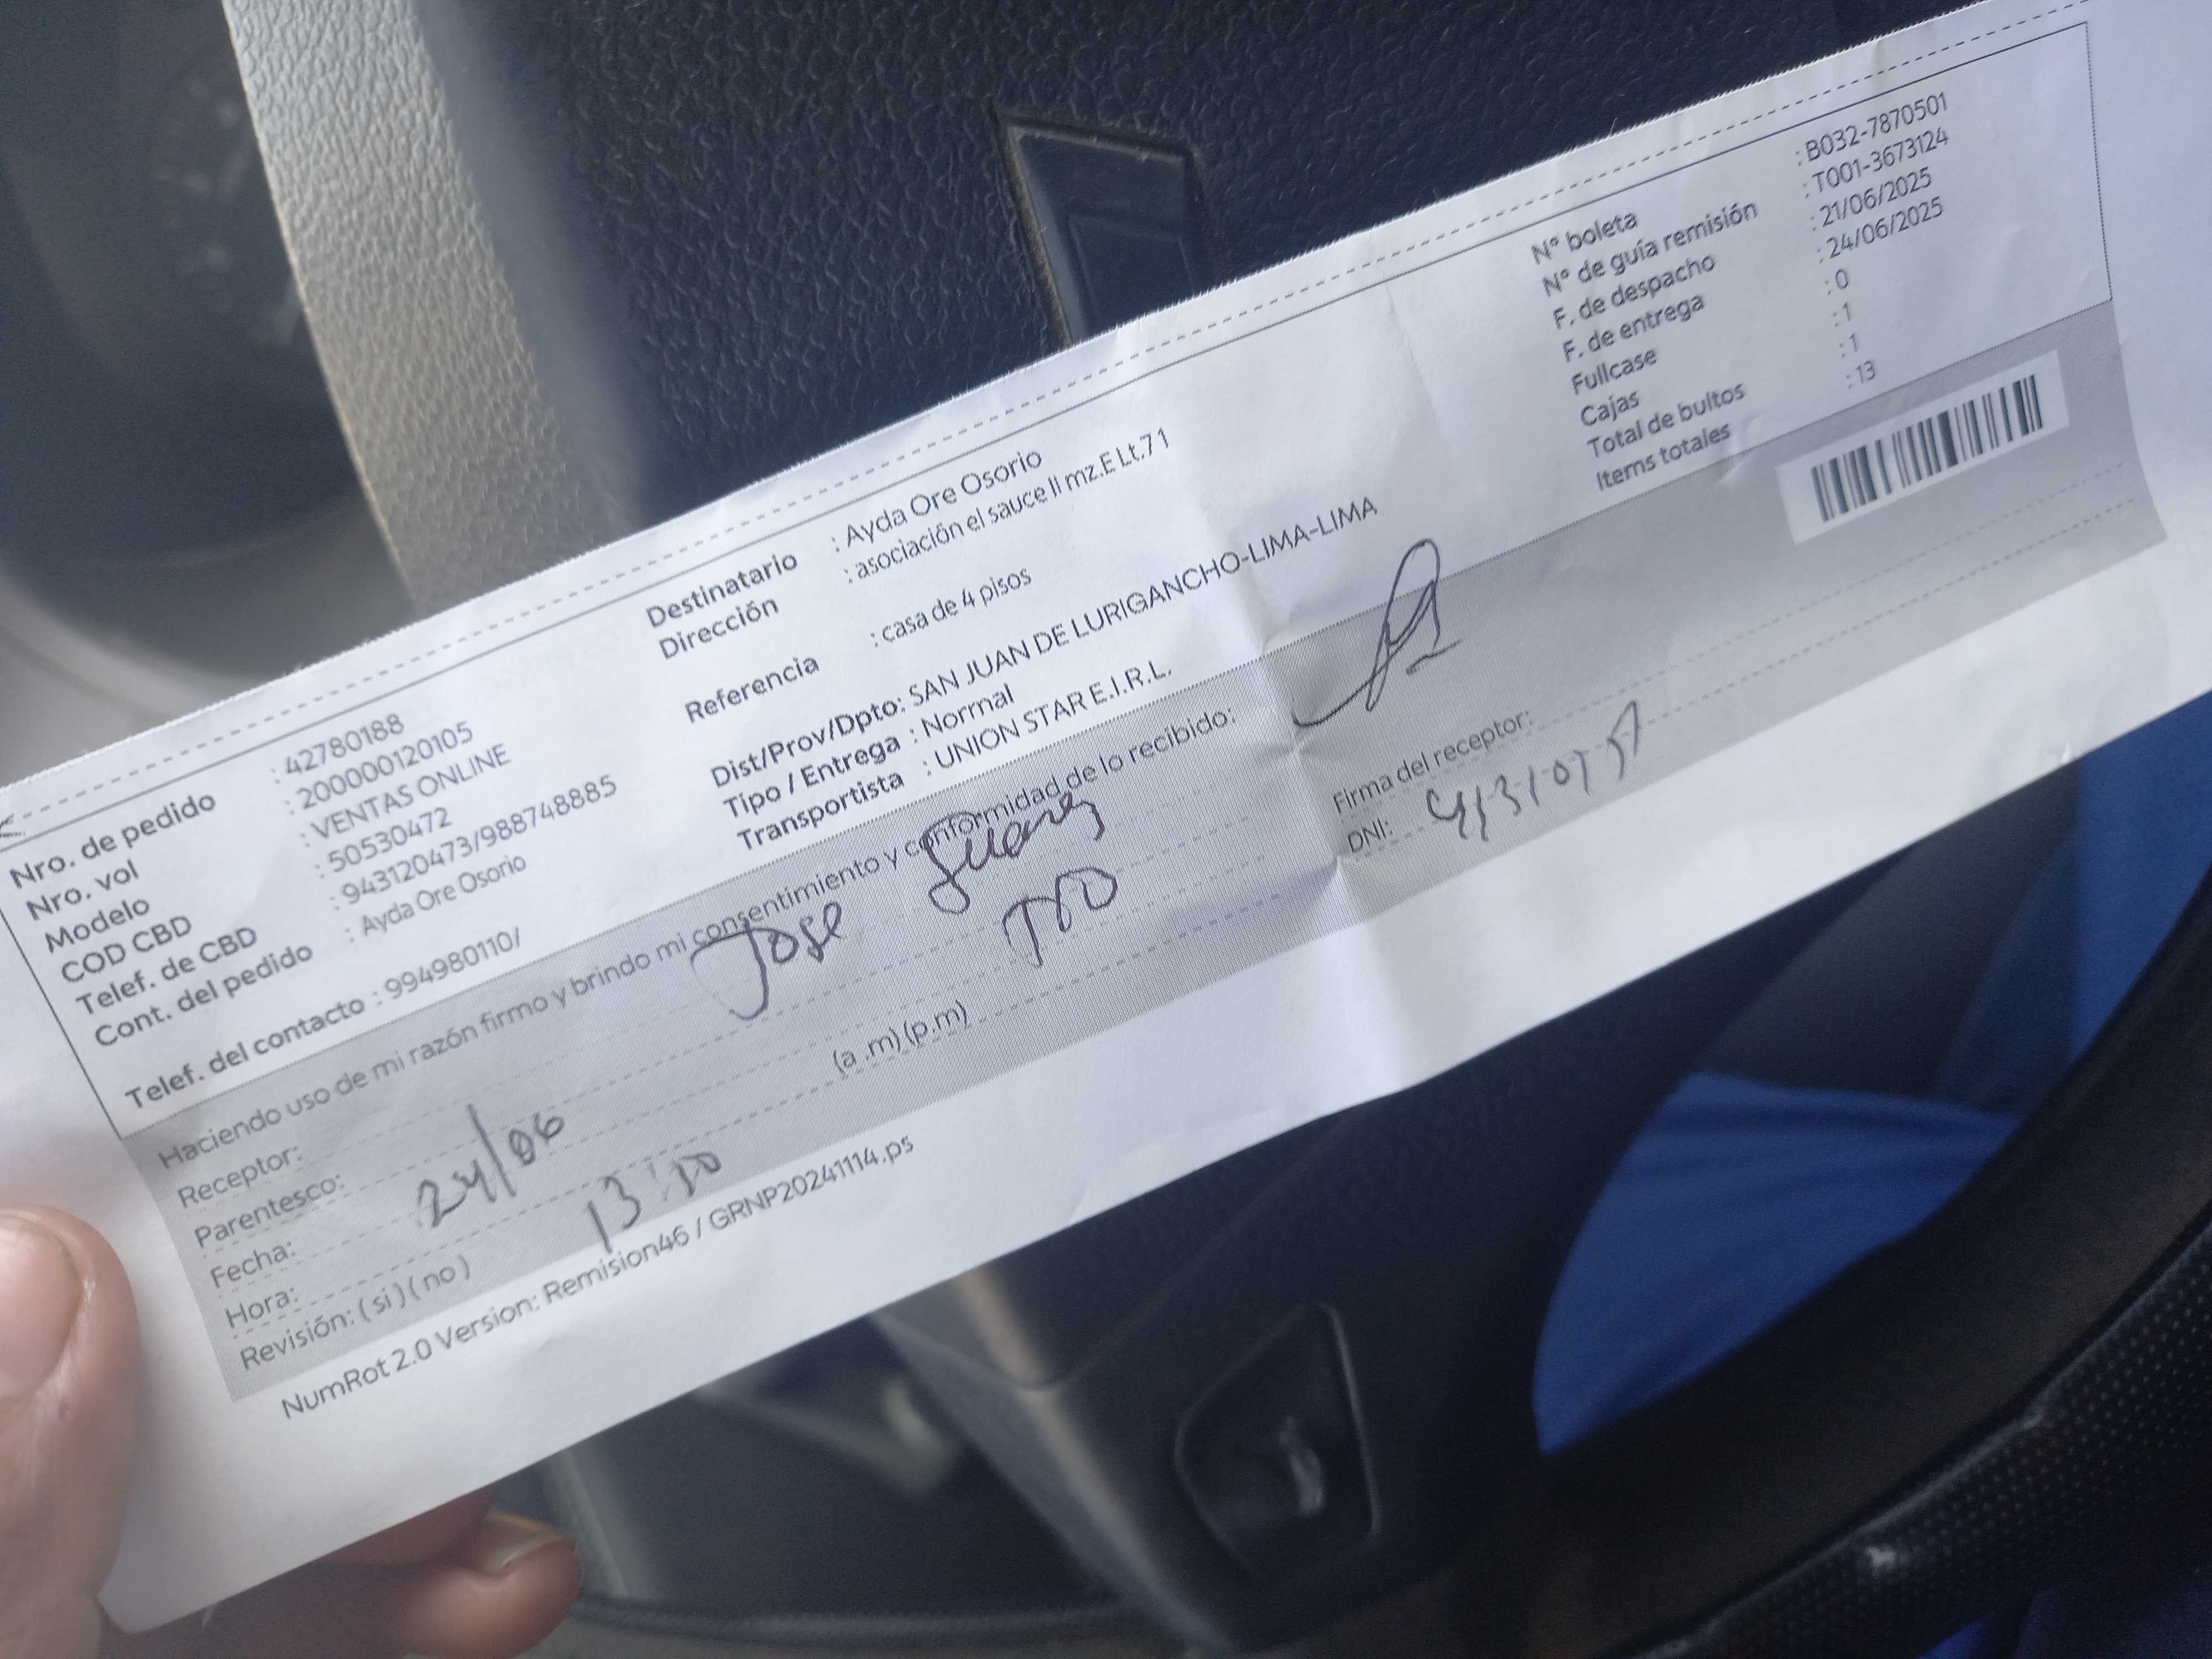 Nro. de pedido : 42780188
Nro. vol : 200000120105
Modelo : VENTAS ONLINE
COD CBD : 50530472
Telef. de CBD : 943120473/988748885
Cont. del pedido : Ayda Ore Osorio
Telef. del contacto : 994980110/
Destinatario : Ayda Ore Osorio
Dirección : asociación el sauce II mz.E Lt.71
Referencia : casa de 4 pisos
Dist/Prov/Dpto: SAN JUAN DE LURIGANCHO-LIMA-LIMA
Tipo / Entrega : Normal
Transportista : UNION STAR E.I.R.L.
N° boleta : B032-7870501
N° de guía remisión : T001-3673124
F. de despacho : 21/06/2025
F. de entrega : 24/06/2025
Fullcase : 0
Cajas : 1
Total de bultos : 1
Items totales : 13
Haciendo uso de mi razón firmo y brindo mi consentimiento y conformidad de lo recibido:
Receptor: Jose
Parentesco:
Fecha: 24/06
Hora: 13:10 (a .m) (p.m)
Revisión: ( si ) ( no )
Firma del receptor:
DNI:
NumRot 2.0 Version: Remision46 / GRNP20241114.ps